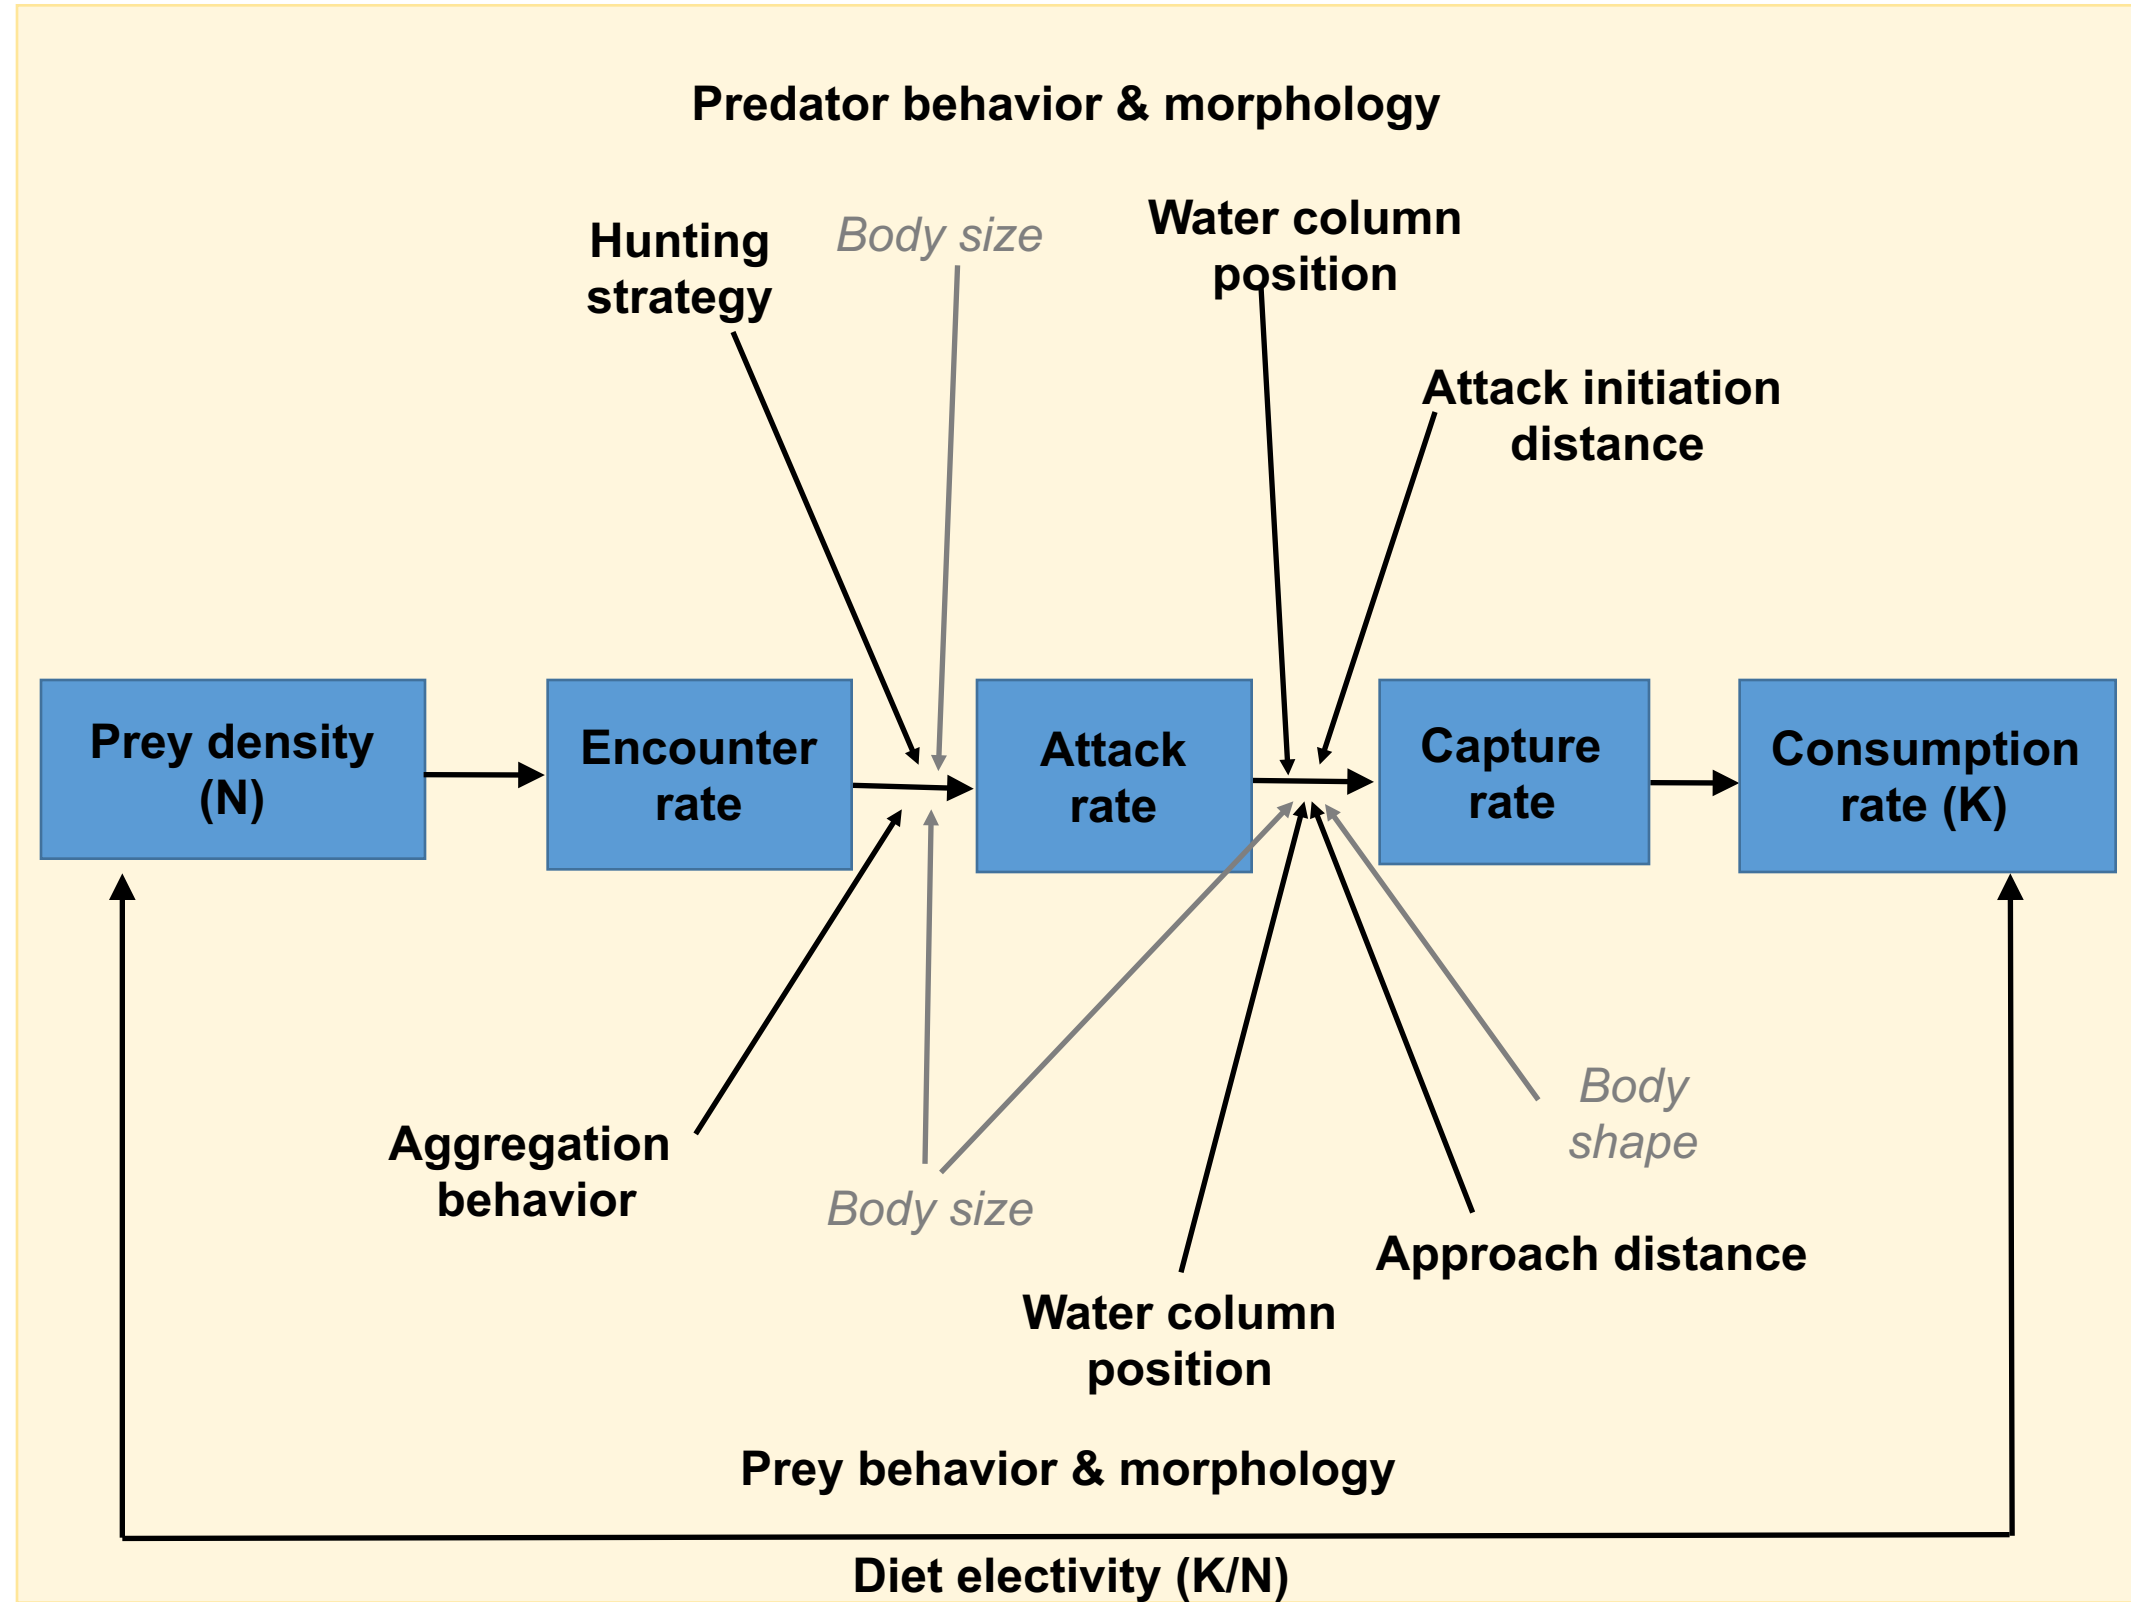 Predator behavior & morphology
Hunting
strategy
Body size
Water column
position
Attack initiation
distance
Prey density
(N)
Encounter
rate
Attack
rate
Capture
rate
Consumption
rate (K)
Aggregation
behavior
Body size
Body
shape
Approach distance
Water column
position
Prey behavior & morphology
Diet electivity (K/N)